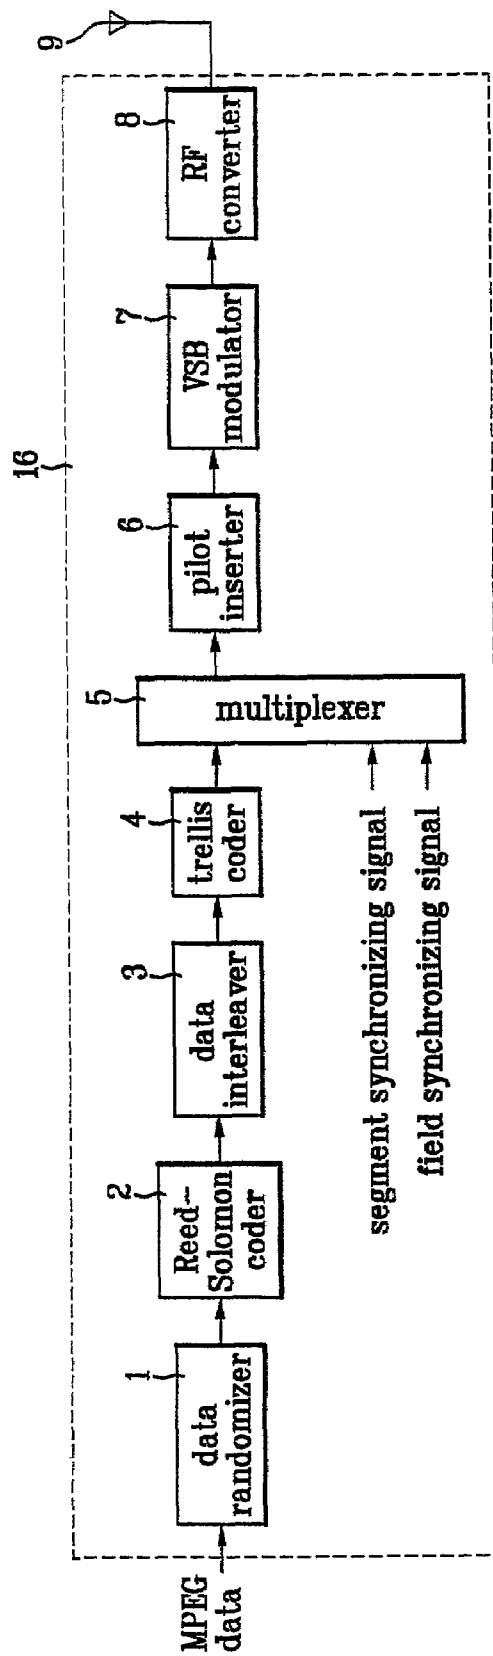 16
MPEG
data
1
data
randomizer
2
Reed-
Solomon
coder
3
data
interleaver
4
trellis
coder
segment synchronizing signal
field synchronizing signal
5
multiplexer
6
pilot
inserter
7
VSB
modulator
8
RF
converter
9